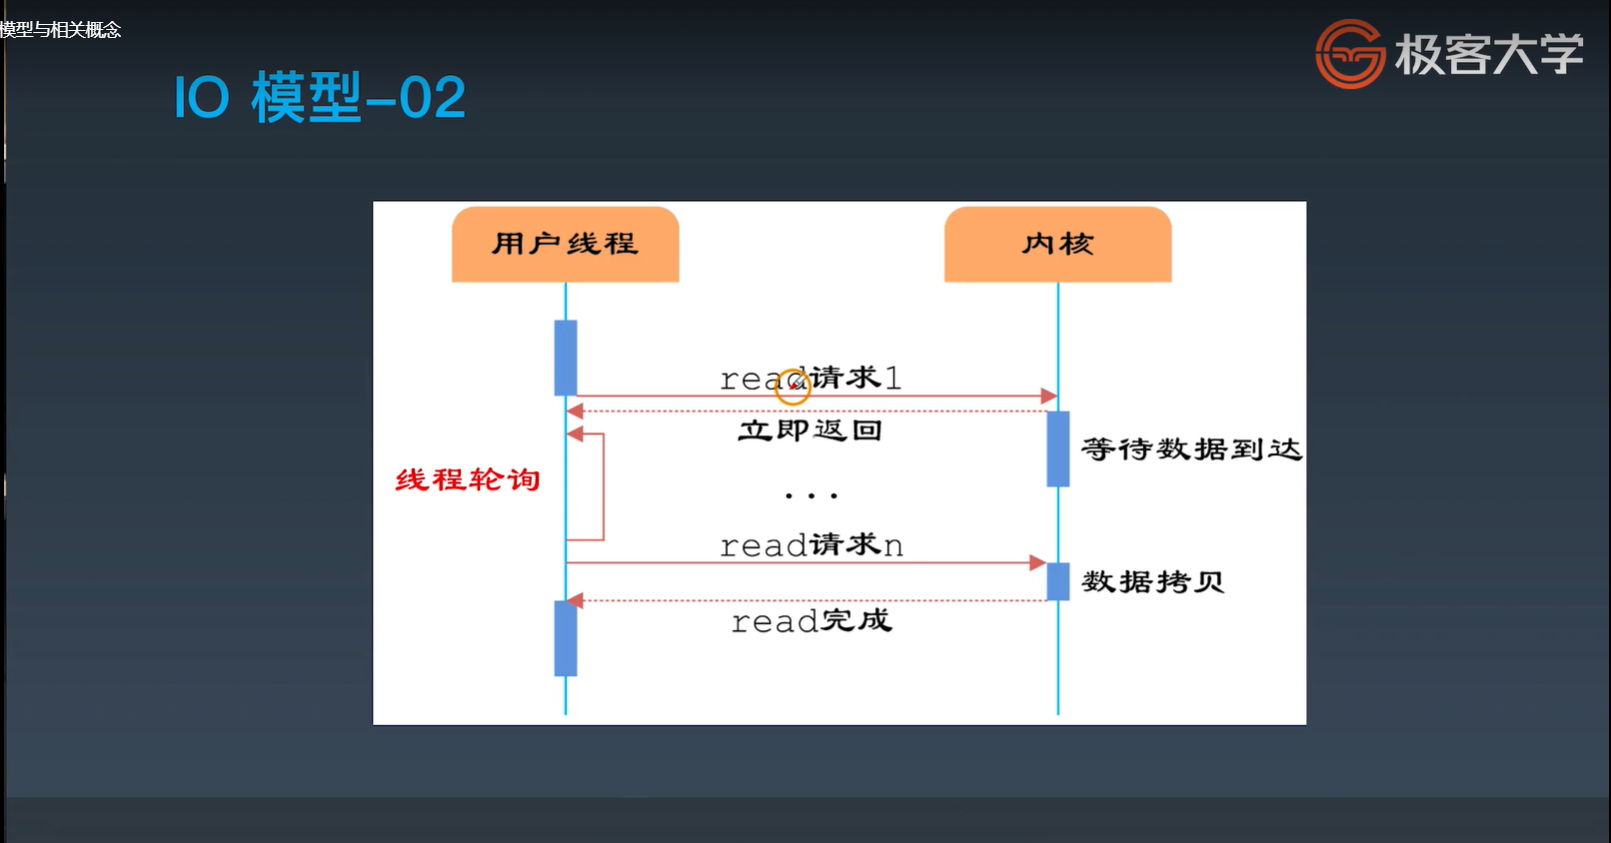 模型与相关概念
极客大学
IO 模型-02
用户线程
内核
read请求1
立即返回
等待数据到达
线程轮询
...
read请求n
数据拷贝
read完成